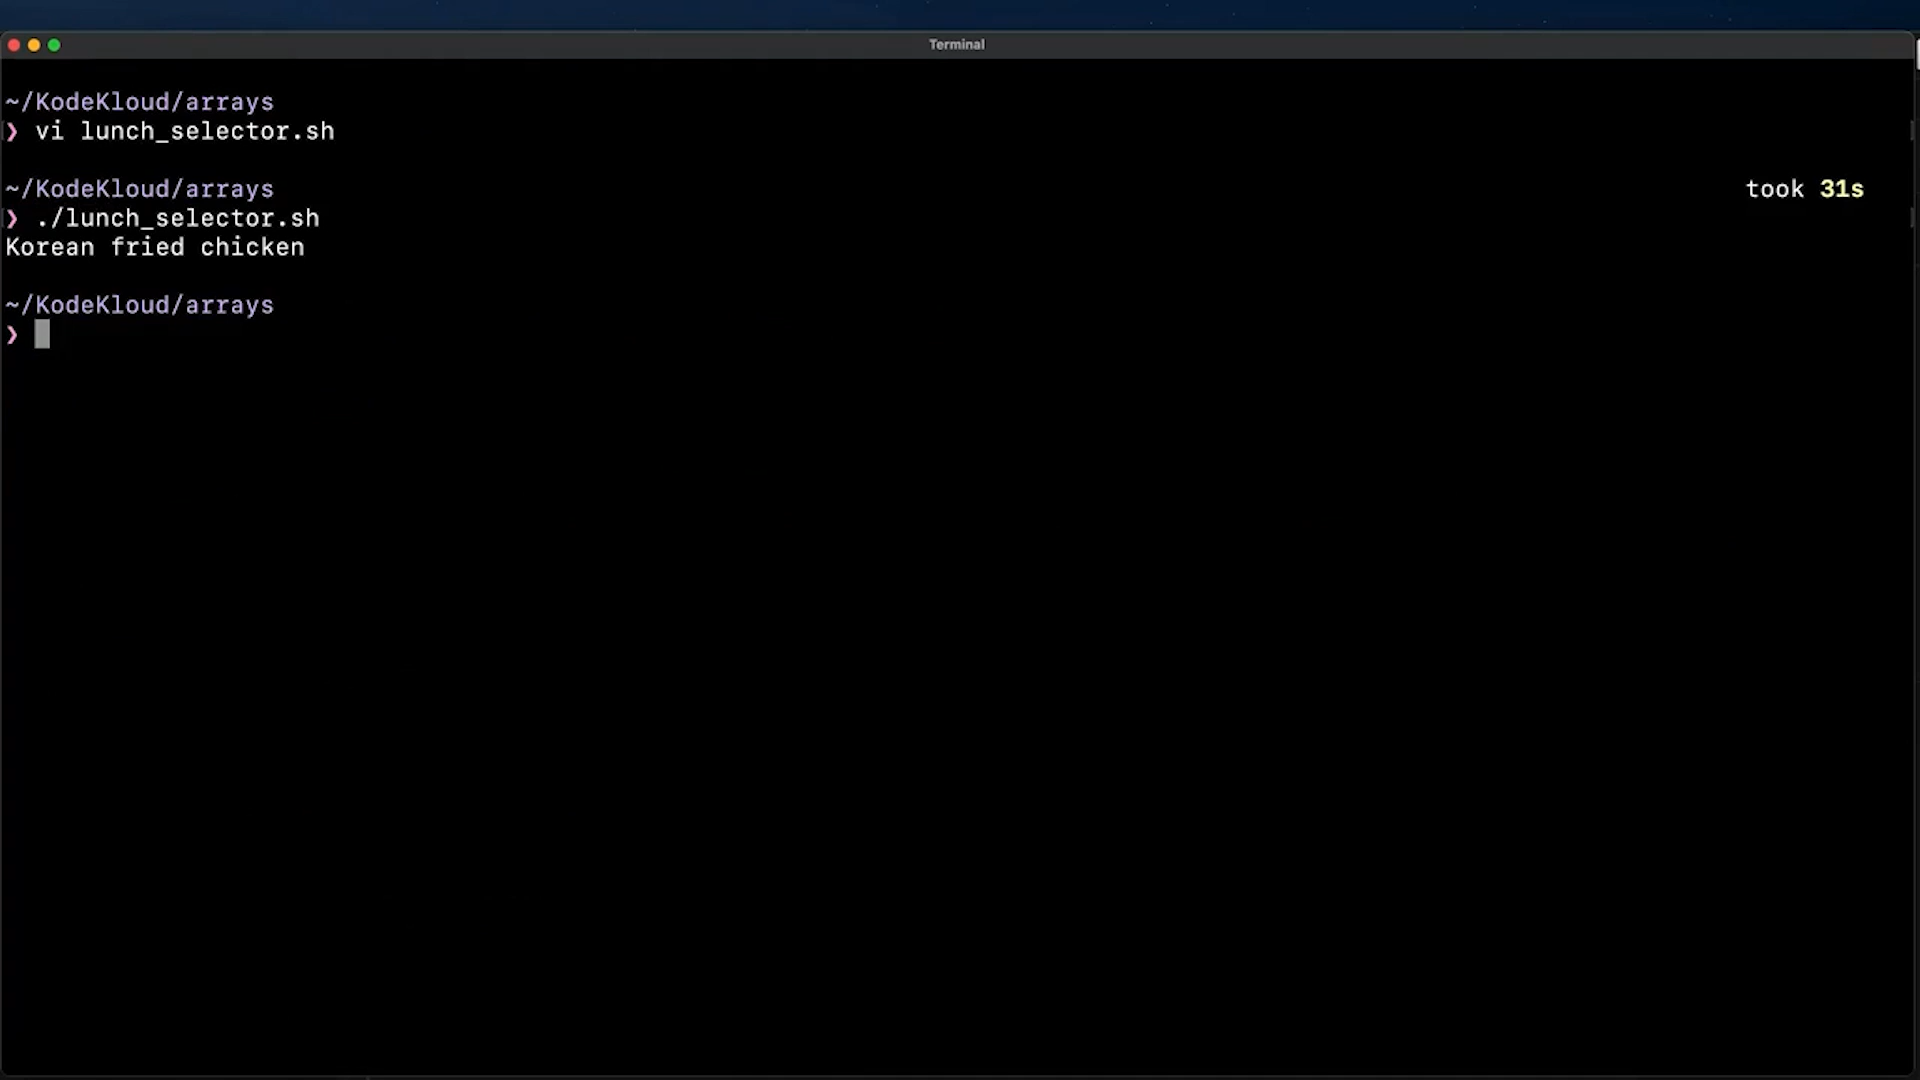 Terminal
~/KodeKloud/arrays
❯ vi lunch_selector.sh
~/KodeKloud/arrays took 31s
❯ ./lunch_selector.sh
Korean fried chicken
~/KodeKloud/arrays
❯